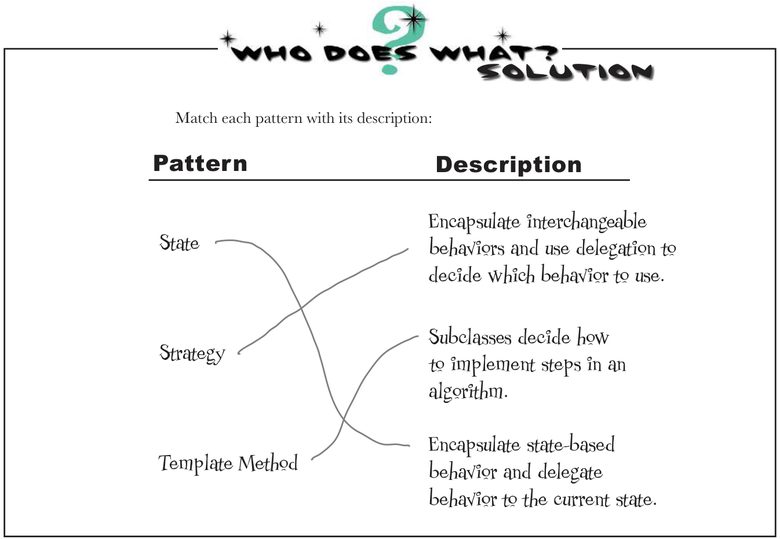 WHO DOES WHAT?
SOLUTION
Match each pattern with its description:
Pattern
Description
State
Encapsulate interchangeable
behaviors and use delegation to
decide which behavior to use.
Strategy
Subclasses decide how
to implement steps in an
algorithm.
Template Method
Encapsulate state-based
behavior and delegate
behavior to the current state.